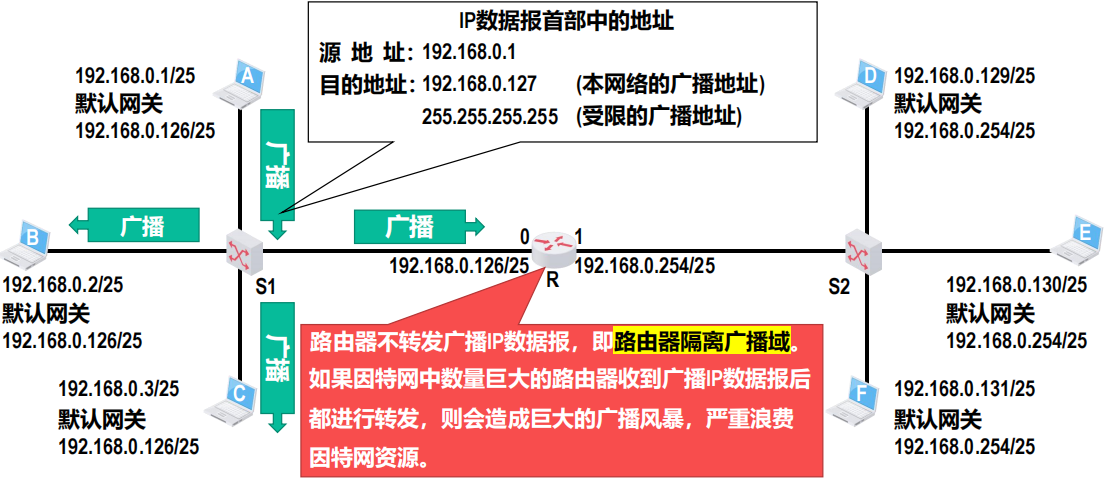 IP数据报首部中的地址
源 地 址：192.168.0.1
目的地址：192.168.0.127 (本网络的广播地址)
255.255.255.255 (受限的广播地址)
192.168.0.1/25
默认网关
192.168.0.126/25
A
广播
D
192.168.0.129/25
默认网关
192.168.0.254/25
B
广播
广播
192.168.0.2/25
默认网关
192.168.0.126/25
S1
0
1
192.168.0.126/25
192.168.0.254/25
R
S2
E
192.168.0.130/25
默认网关
192.168.0.254/25
192.168.0.3/25
默认网关
192.168.0.126/25
C
广播
路由器不转发广播IP数据报，即路由器隔离广播域。
如果因特网中数量巨大的路由器收到广播IP数据报后
都进行转发，则会造成巨大的广播风暴，严重浪费
因特网资源。
F
192.168.0.131/25
默认网关
192.168.0.254/25